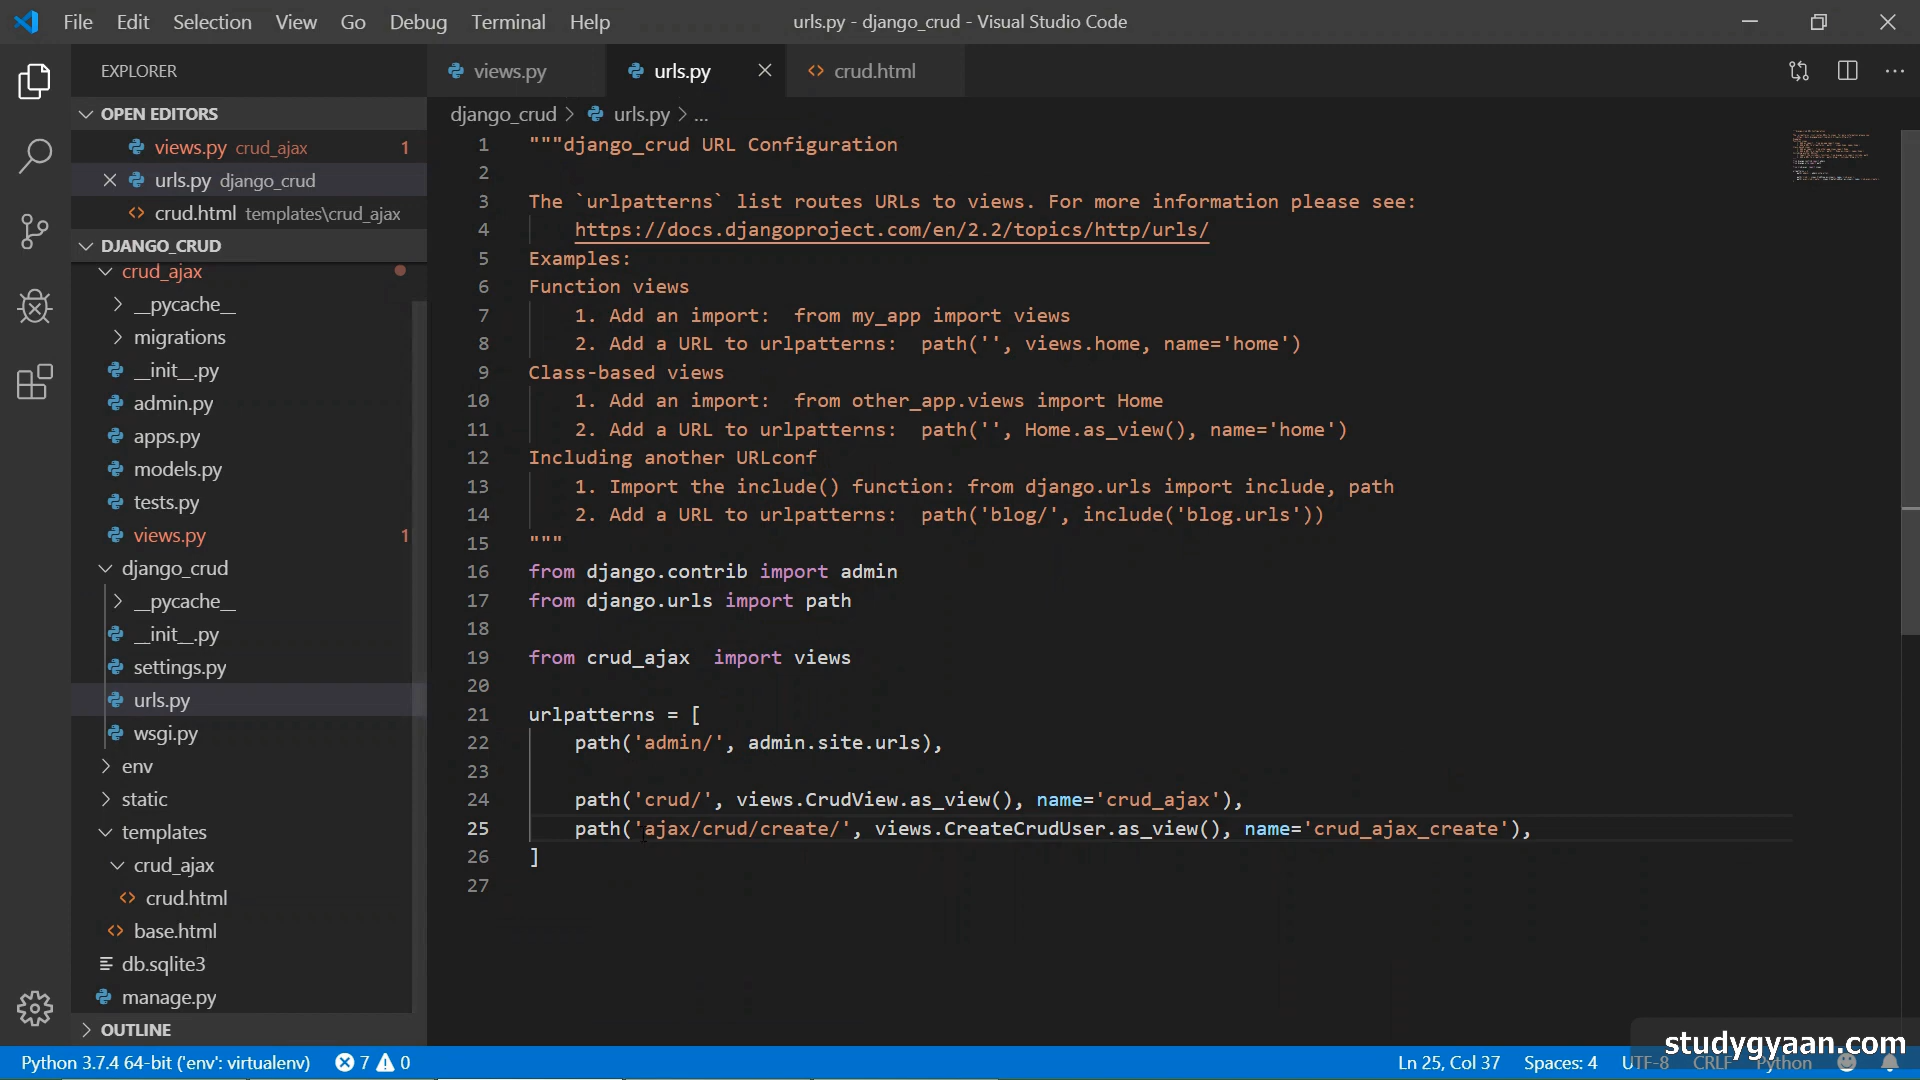 File Edit Selection View Go Debug Terminal Help
urls.py - django_crud - Visual Studio Code
EXPLORER
views.py
urls.py
crud.html
OPEN EDITORS
views.py crud_ajax 1
urls.py django_crud
crud.html templates\crud_ajax
DJANGO_CRUD
crud_ajax
__pycache__
migrations
__init__.py
admin.py
apps.py
models.py
tests.py
views.py 1
django_crud
__pycache__
__init__.py
settings.py
urls.py
wsgi.py
env
static
templates
crud_ajax
crud.html
base.html
db.sqlite3
manage.py
OUTLINE
django_crud > urls.py > ...
1 """django_crud URL Configuration
2
3 The `urlpatterns` list routes URLs to views. For more information please see:
4 https://docs.djangoproject.com/en/2.2/topics/http/urls/
5 Examples:
6 Function views
7 1. Add an import:  from my_app import views
8 2. Add a URL to urlpatterns:  path('', views.home, name='home')
9 Class-based views
10 1. Add an import:  from other_app.views import Home
11 2. Add a URL to urlpatterns:  path('', Home.as_view(), name='home')
12 Including another URLconf
13 1. Import the include() function: from django.urls import include, path
14 2. Add a URL to urlpatterns:  path('blog/', include('blog.urls'))
15 """
16 from django.contrib import admin
17 from django.urls import path
18
19 from crud_ajax  import views
20
21 urlpatterns = [
22 path('admin/', admin.site.urls),
23
24 path('crud/', views.CrudView.as_view(), name='crud_ajax'),
25 path('ajax/crud/create/', views.CreateCrudUser.as_view(), name='crud_ajax_create'),
26 ]
27
studygyaan.com
Python 3.7.4 64-bit ('env': virtualenv) 7 0
Ln 25, Col 37 Spaces: 4 UTF-8 CRLF Python